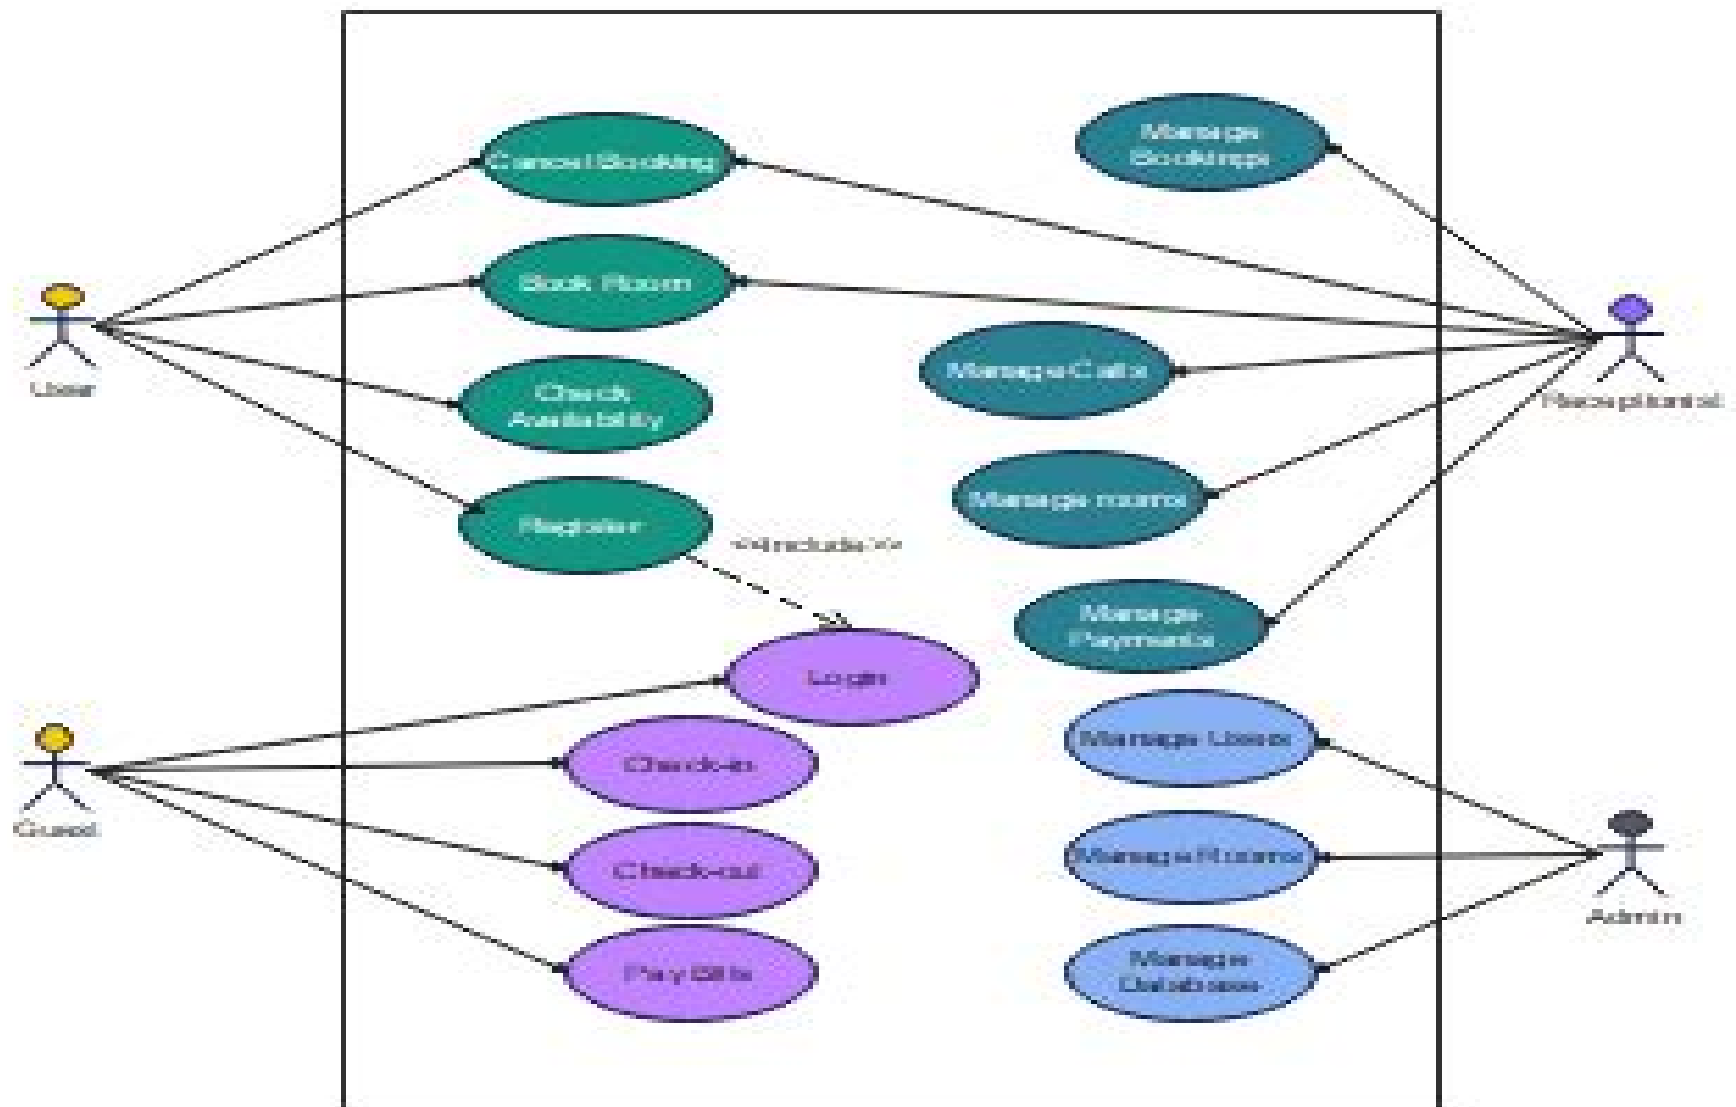 Cancel Booking
Manage
Bookings
Book Room
User
Manage Calls
Receptionist
Check
Availability
Manage rooms
Register
<<Include>>
Manage
Payments
Login
Manage Users
Check-in
Guest
Manage Rooms
Check-out
Admin
Pay Bills
Manage
Database